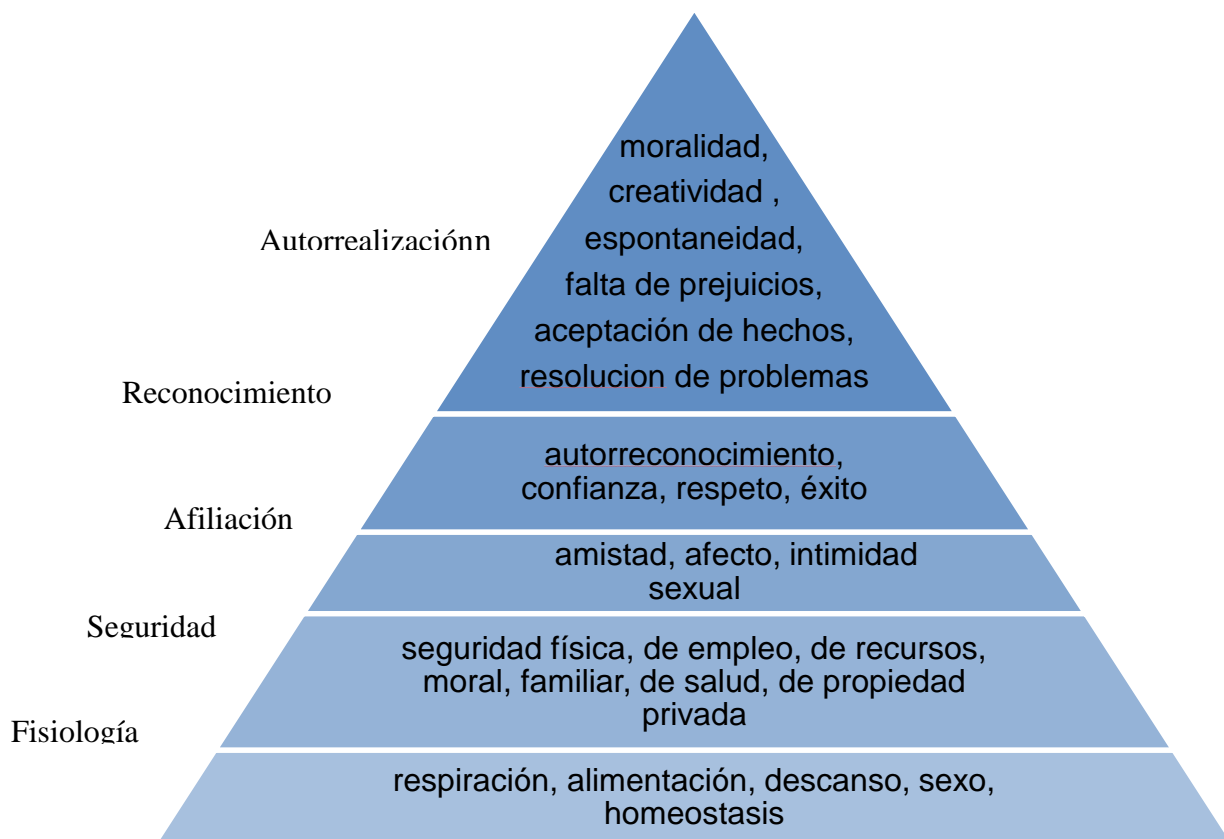 moralidad,
creatividad ,
Autorrealizaciónn
espontaneidad,
falta de prejuicios,
aceptación de hechos,
resolucion de problemas
Reconocimiento
autorreconocimiento,
confianza, respeto, éxito
Afiliación
amistad, afecto, intimidad
sexual
Seguridad
seguridad física, de empleo, de recursos,
moral, familiar, de salud, de propiedad
privada
Fisiología
respiración, alimentación, descanso, sexo,
homeostasis